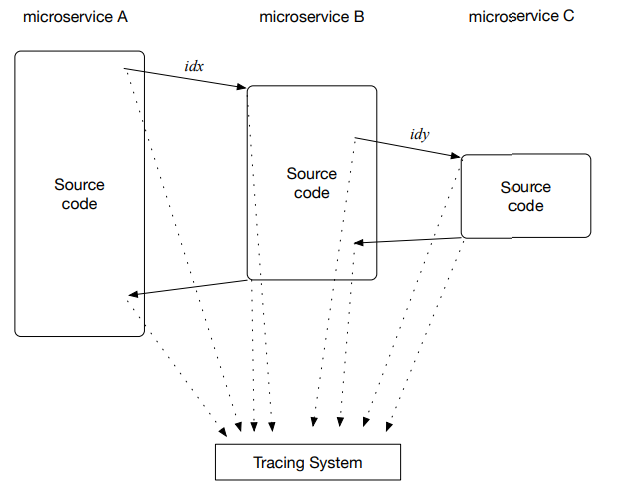 microservice A
microservice B
microservice C
idx
idy
Source
code
Source
code
Source
code
Tracing System